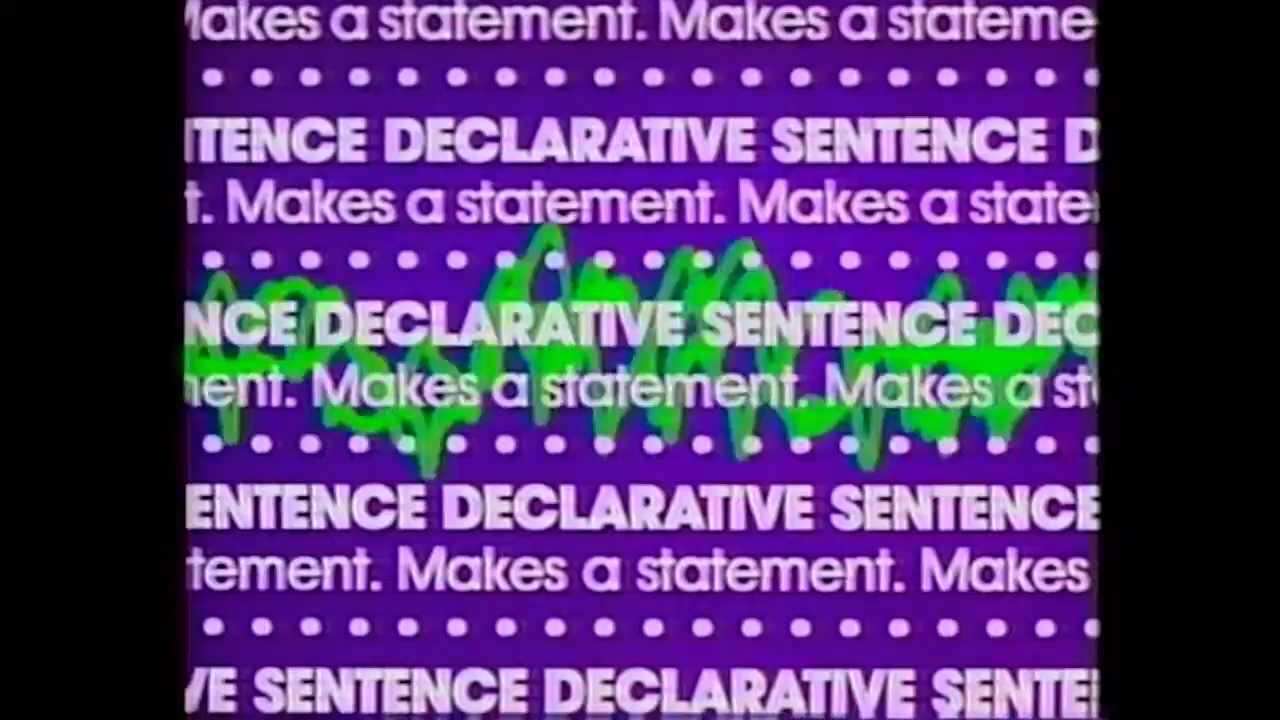 Makes a statement. Makes a stateme
TENCE DECLARATIVE SENTENCE D
t. Makes a statement. Makes a state
NCE DECLARATIVE SENTENCE DEC
ent. Makes a statement. Makes a st
ENTENCE DECLARATIVE SENTENCE
tement. Makes a statement. Makes
VE SENTENCE DECLARATIVE SENTE